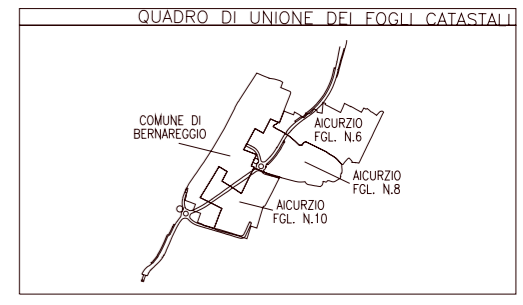 QUADRO DI UNIONE DEI FOGLI CATASTALI
COMUNE DI
BERNAREGGIO
AICURZIO
FGL. N.6
AICURZIO
FGL. N.8
AICURZIO
FGL. N.10